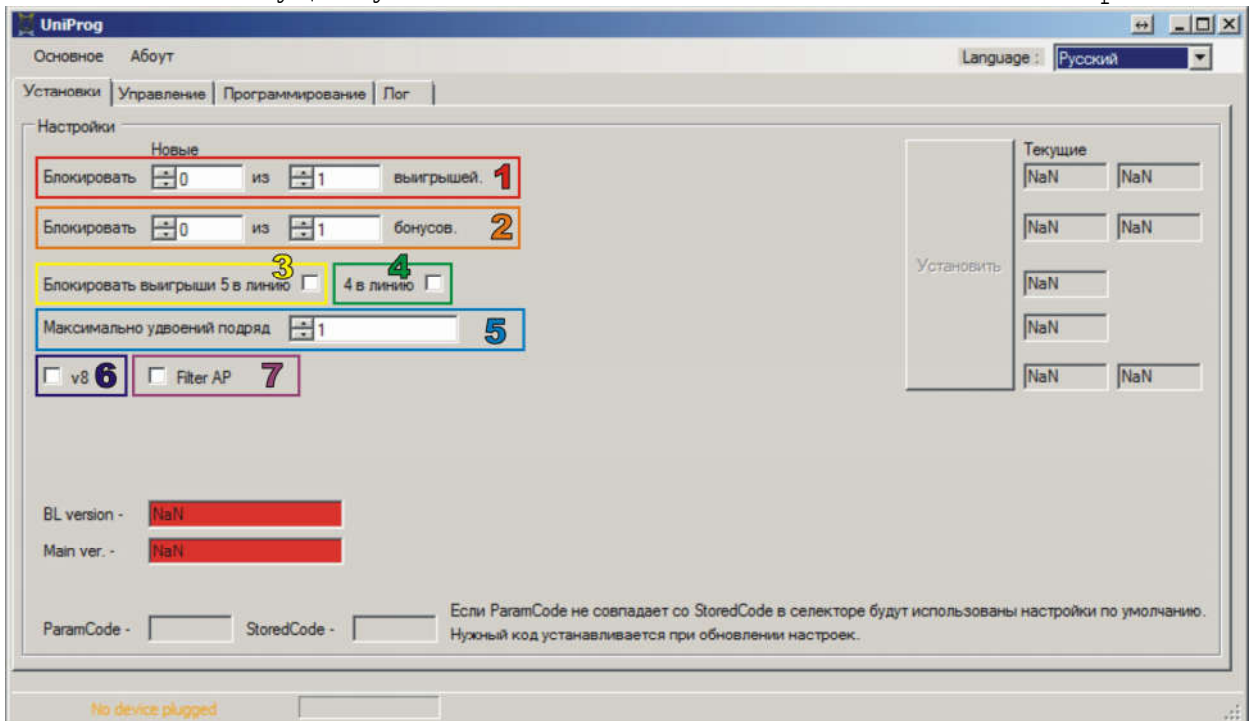 UniProg
Основное Абоут Language : Русский
Установки Управление Программирование Лог
Настройки
Новые Текущие
Блокировать 0 из 1 выигрышей. 1 NaN NaN
Блокировать 0 из 1 бонусов. 2 NaN NaN
3 4
Блокировать выигрыши 5 в линию 4 в линию Установить NaN
Максимально удвоений подряд 1 5 NaN
v8 6 Filter AP 7 NaN NaN
BL version - NaN
Main ver. - NaN
Если ParamCode не совпадает со StoredCode в селекторе будут использованы настройки по умолчанию.
ParamCode - StoredCode - Нужный код устанавливается при обновлении настроек.
No device plugged